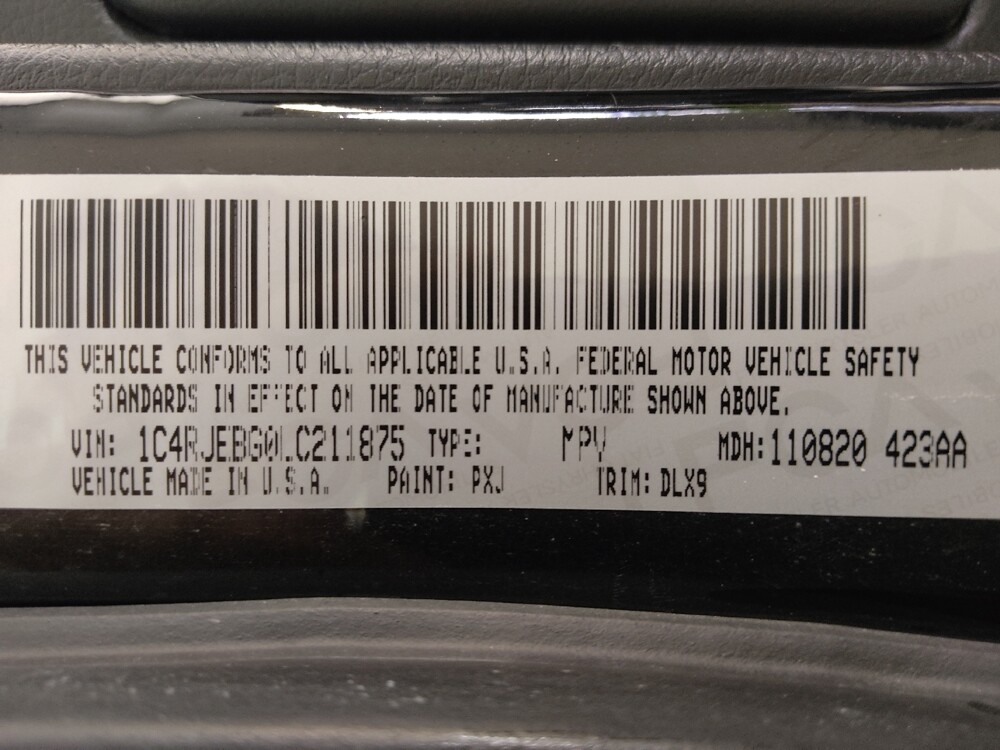 THIS VEHICLE CONFORMS TO ALL APPLICABLE U.S.A. FEDERAL MOTOR VEHICLE SAFETY
STANDARDS IN EFFECT ON THE DATE OF MANUFACTURE SHOWN ABOVE.
VIN: 1C4RJEBG0LC211875 TYPE: MPV MDH:110820 423AA
VEHICLE MADE IN U.S.A. PAINT: PXJ TRIM: DLX9